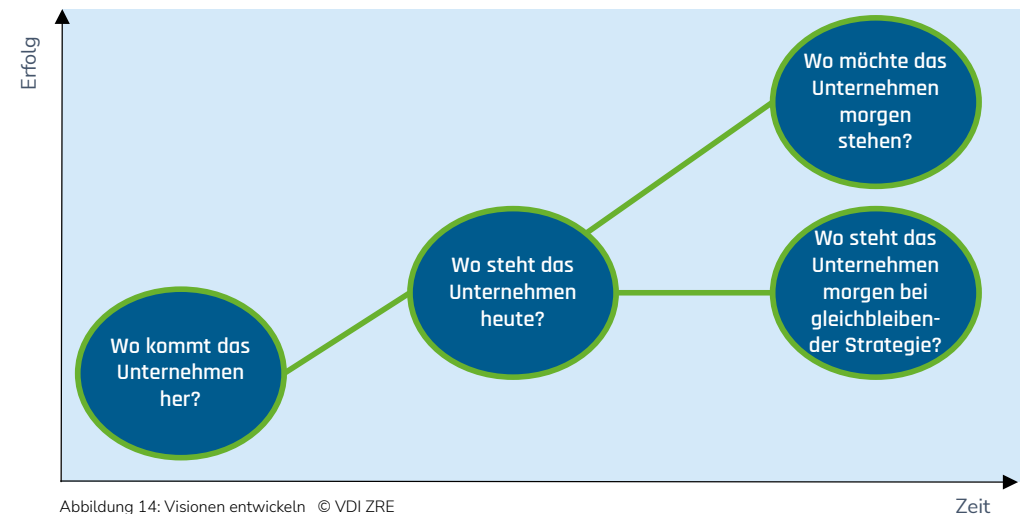 Erfolg
Wo möchte das
Unternehmen
morgen
stehen?
Wo steht das
Unternehmen
heute?
Wo steht das
Unternehmen
morgen bei
gleichbleiben-
der Strategie?
Wo kommt das
Unternehmen
her?
Abbildung 14: Visionen entwickeln © VDI ZRE
Zeit